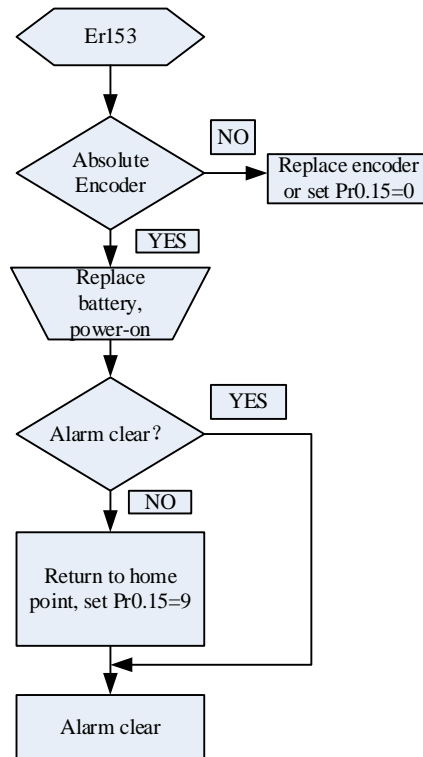 Er153
NO
Absolute
Encoder
Replace encoder
or set Pr0.15=0
YES
Replace
battery,
power-on
YES
Alarm clear?
NO
Return to home
point, set Pr0.15=9
Alarm clear